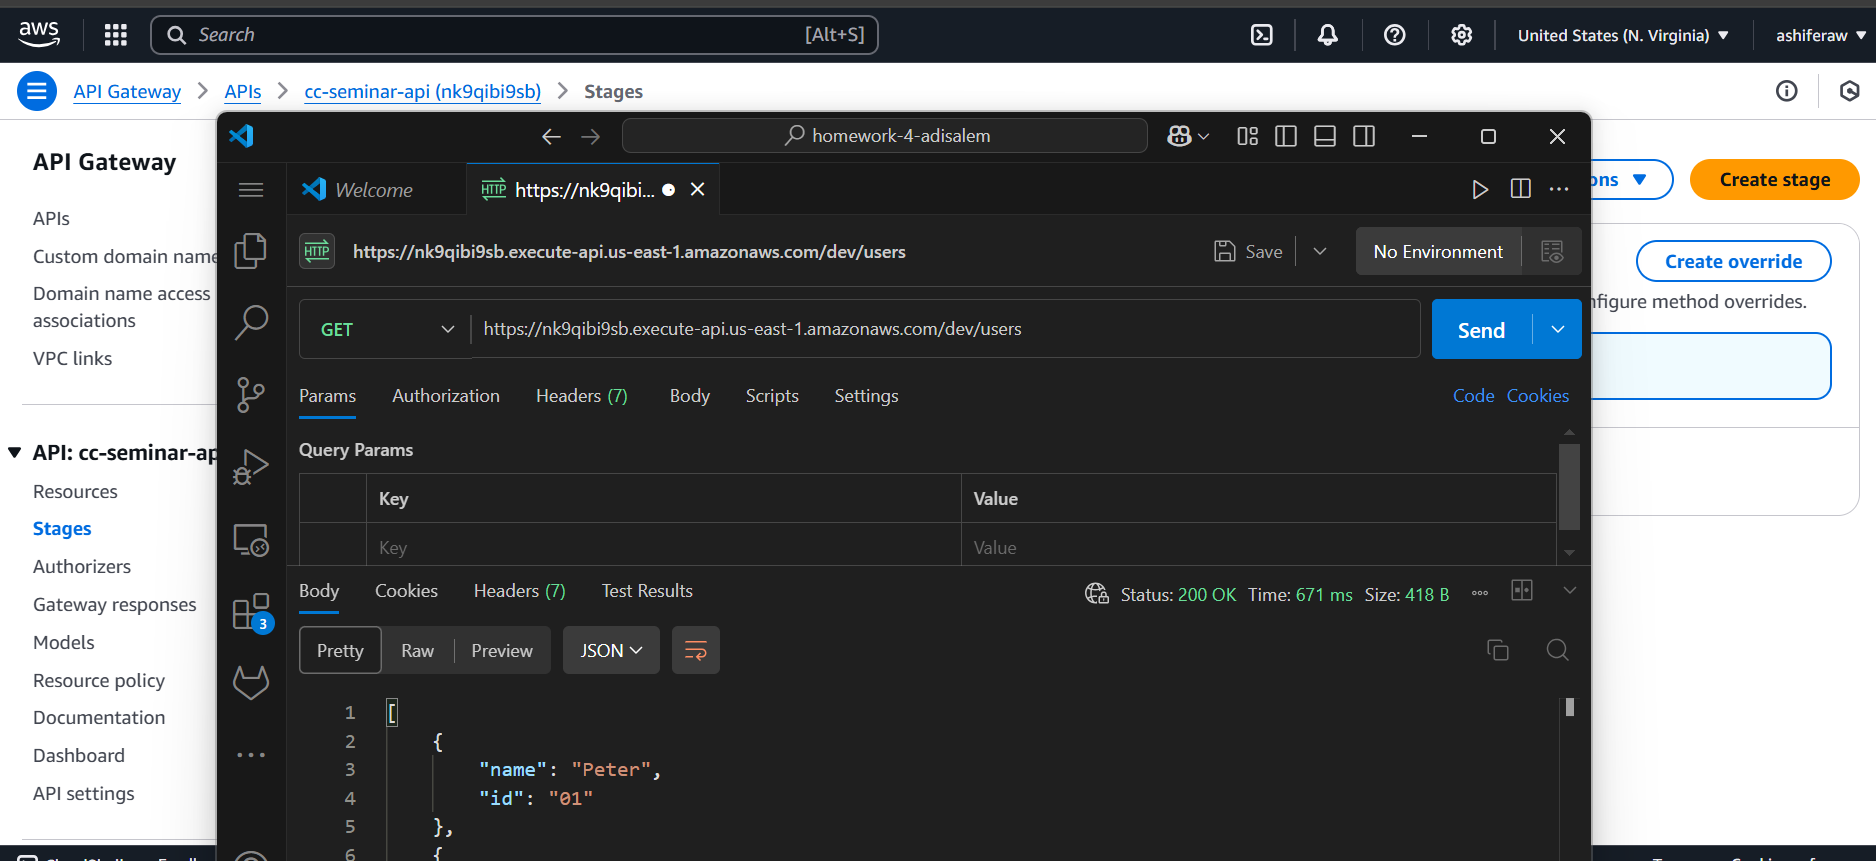 aws
Search
[Alt+S]
United States (N. Virginia)
ashiferaw
API Gateway
APIs
cc-seminar-api (nk9qibi9sb)
Stages
API Gateway
APIs
Custom domain name
Domain name access
associations
VPC links
API: cc-seminar-ap
Resources
Stages
Authorizers
Gateway responses
Models
Resource policy
Documentation
Dashboard
API settings
Create stage
Create override
nfigure method overrides.
homework-4-adisalem
Welcome
HTTP https://nk9qibi...
HTTP https://nk9qibi9sb.execute-api.us-east-1.amazonaws.com/dev/users
Save
No Environment
GET https://nk9qibi9sb.execute-api.us-east-1.amazonaws.com/dev/users
Send
Params Authorization Headers (7) Body Scripts Settings
Code Cookies
Query Params
Key Value
Key Value
3
Body Cookies Headers (7) Test Results
Status: 200 OK Time: 671 ms Size: 418 B
Pretty Raw Preview JSON
1 [
2 {
3 "name": "Peter",
4 "id": "01"
5 },
6 {